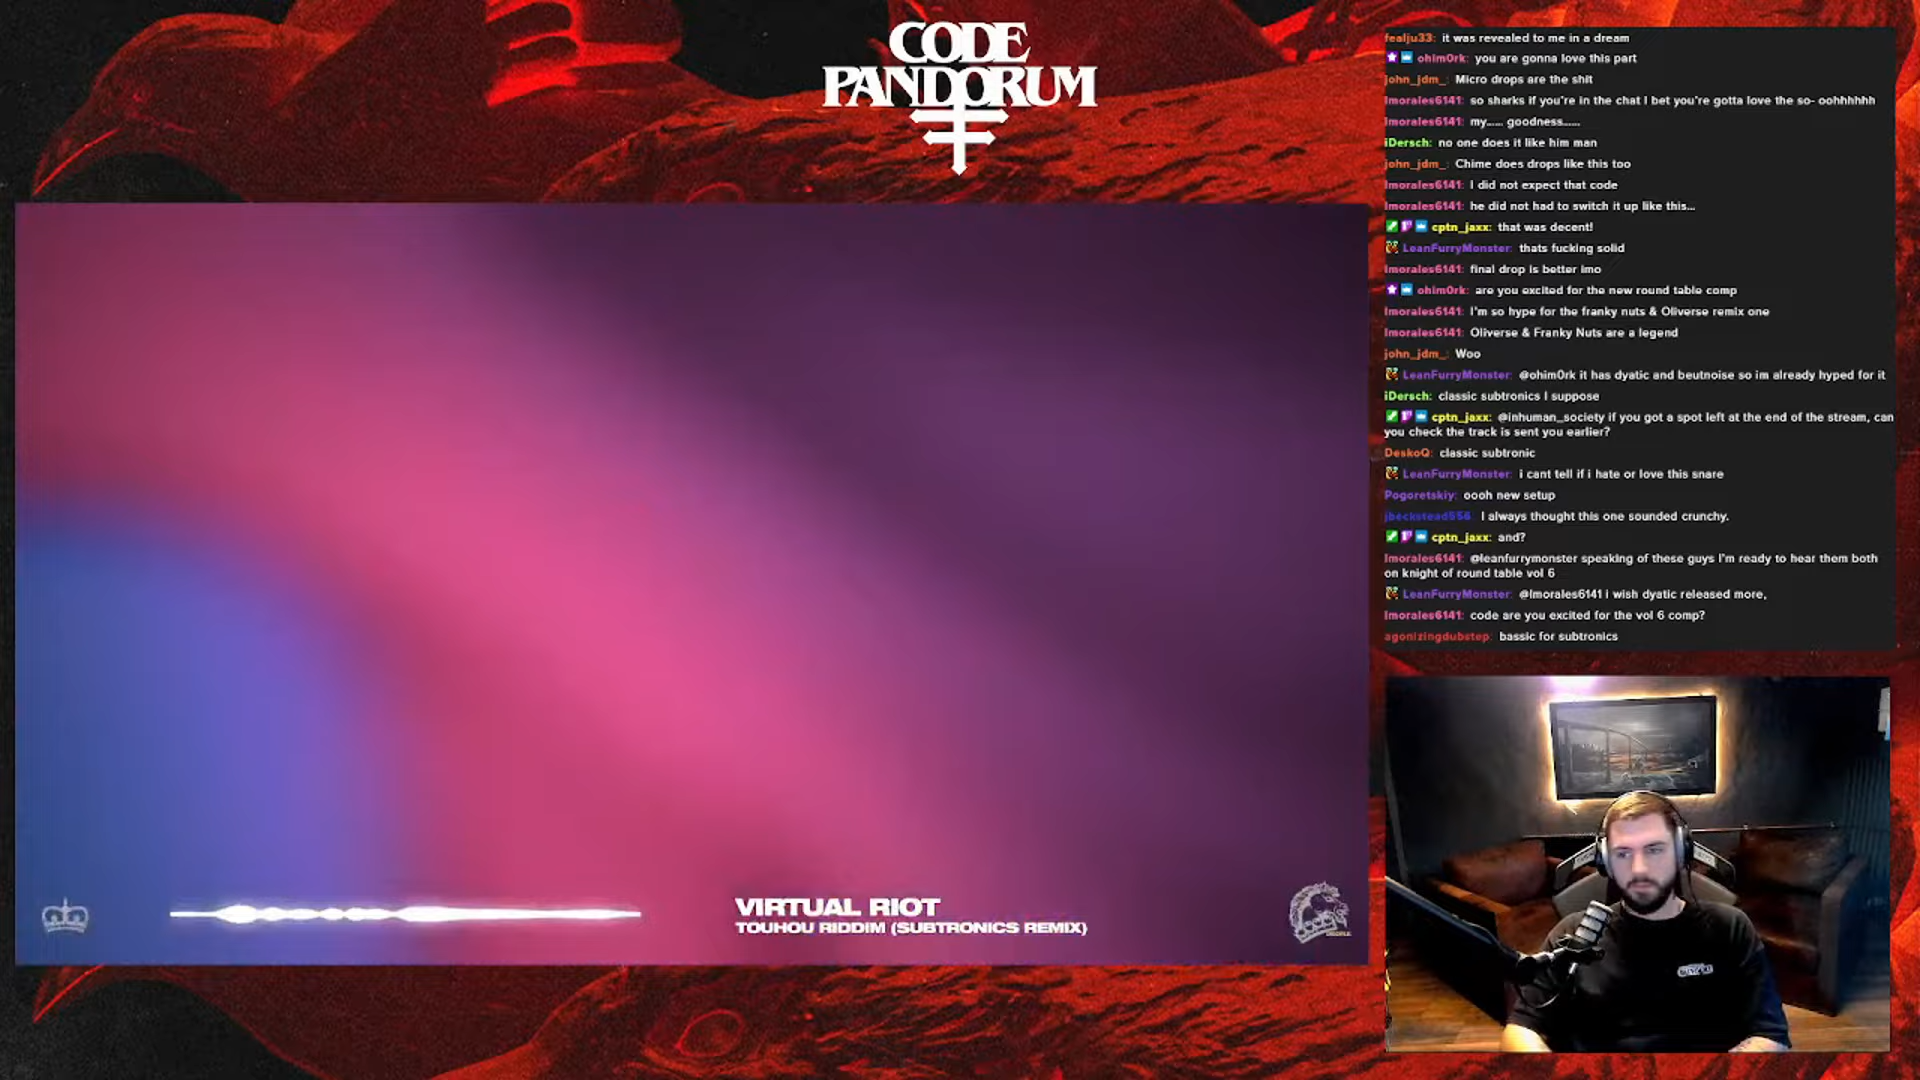 CODE
PANDORUM
fealju33: it was revealed to me in a dream
ohim0rk: you are gonna love this part
john_jdm_: Micro drops are the shit
lmorales6141: so sharks if you're in the chat I bet you're gotta love the so- oohhhhhh
lmorales6141: my..... goodness.....
iDersch: no one does it like him man
john_jdm_: Chime does drops like this too
lmorales6141: I did not expect that code
lmorales6141: he did not had to switch it up like this...
cptn_jaxx: that was decent!
LeanFurryMonster: thats fucking solid
lmorales6141: final drop is better imo
ohim0rk: are you excited for the new round table comp
lmorales6141: I'm so hype for the franky nuts & Oliverse remix one
lmorales6141: Oliverse & Franky Nuts are a legend
john_jdm_: Woo
LeanFurryMonster: @ohim0rk it has dyatic and beutnoise so im already hyped for it
iDersch: classic subtronics I suppose
cptn_jaxx: @inhuman_society if you got a spot left at the end of the stream, can
you check the track is sent you earlier?
DeskoQ: classic subtronic
LeanFurryMonster: i cant tell if i hate or love this snare
Pogoretskiy: oooh new setup
jbeckstead556 I always thought this one sounded crunchy.
cptn_jaxx: and?
lmorales6141: @leanfurrymonster speaking of these guys I'm ready to hear them both
on knight of round table vol 6
LeanFurryMonster: @lmorales6141 i wish dyatic released more,
lmorales6141: code are you excited for the vol 6 comp?
agonizingdubstep: bassic for subtronics
VIRTUAL RIOT
TOUHOU RIDDIM (SUBTRONICS REMIX)